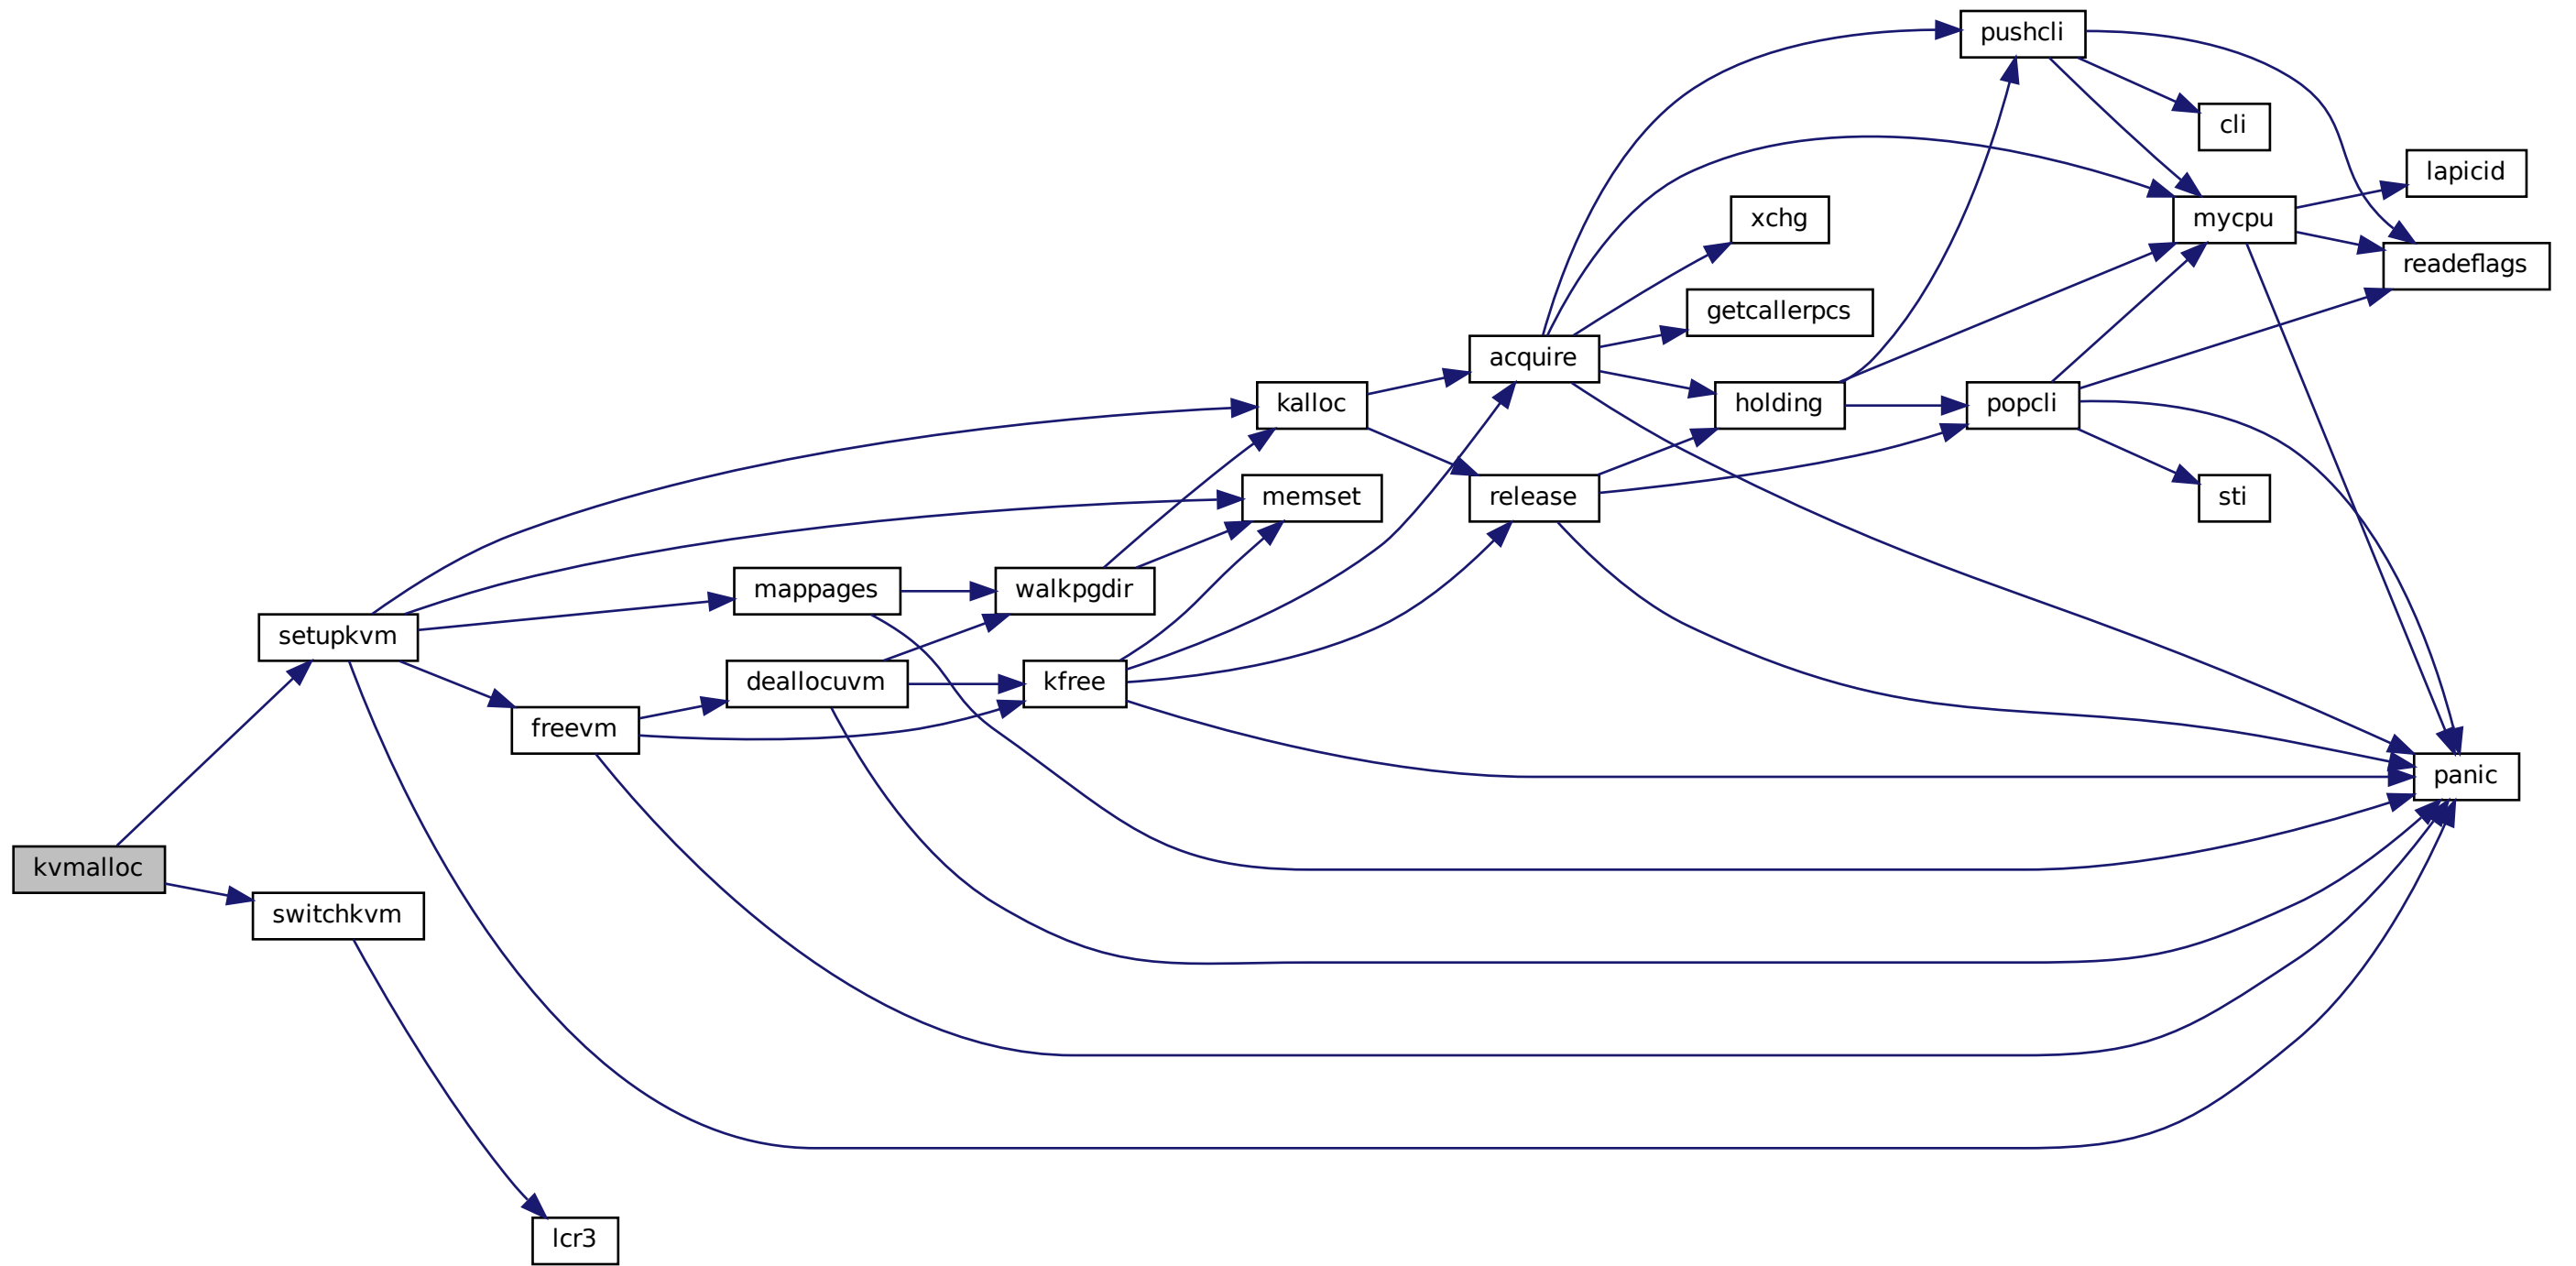 pushcli
cli
lapicid
xchg
mycpu
readeflags
getcallerpcs
acquire
kalloc
holding
popcli
memset
release
sti
mappages
walkpgdir
setupkvm
deallocuvm
kfree
freevm
panic
kvmalloc
switchkvm
lcr3